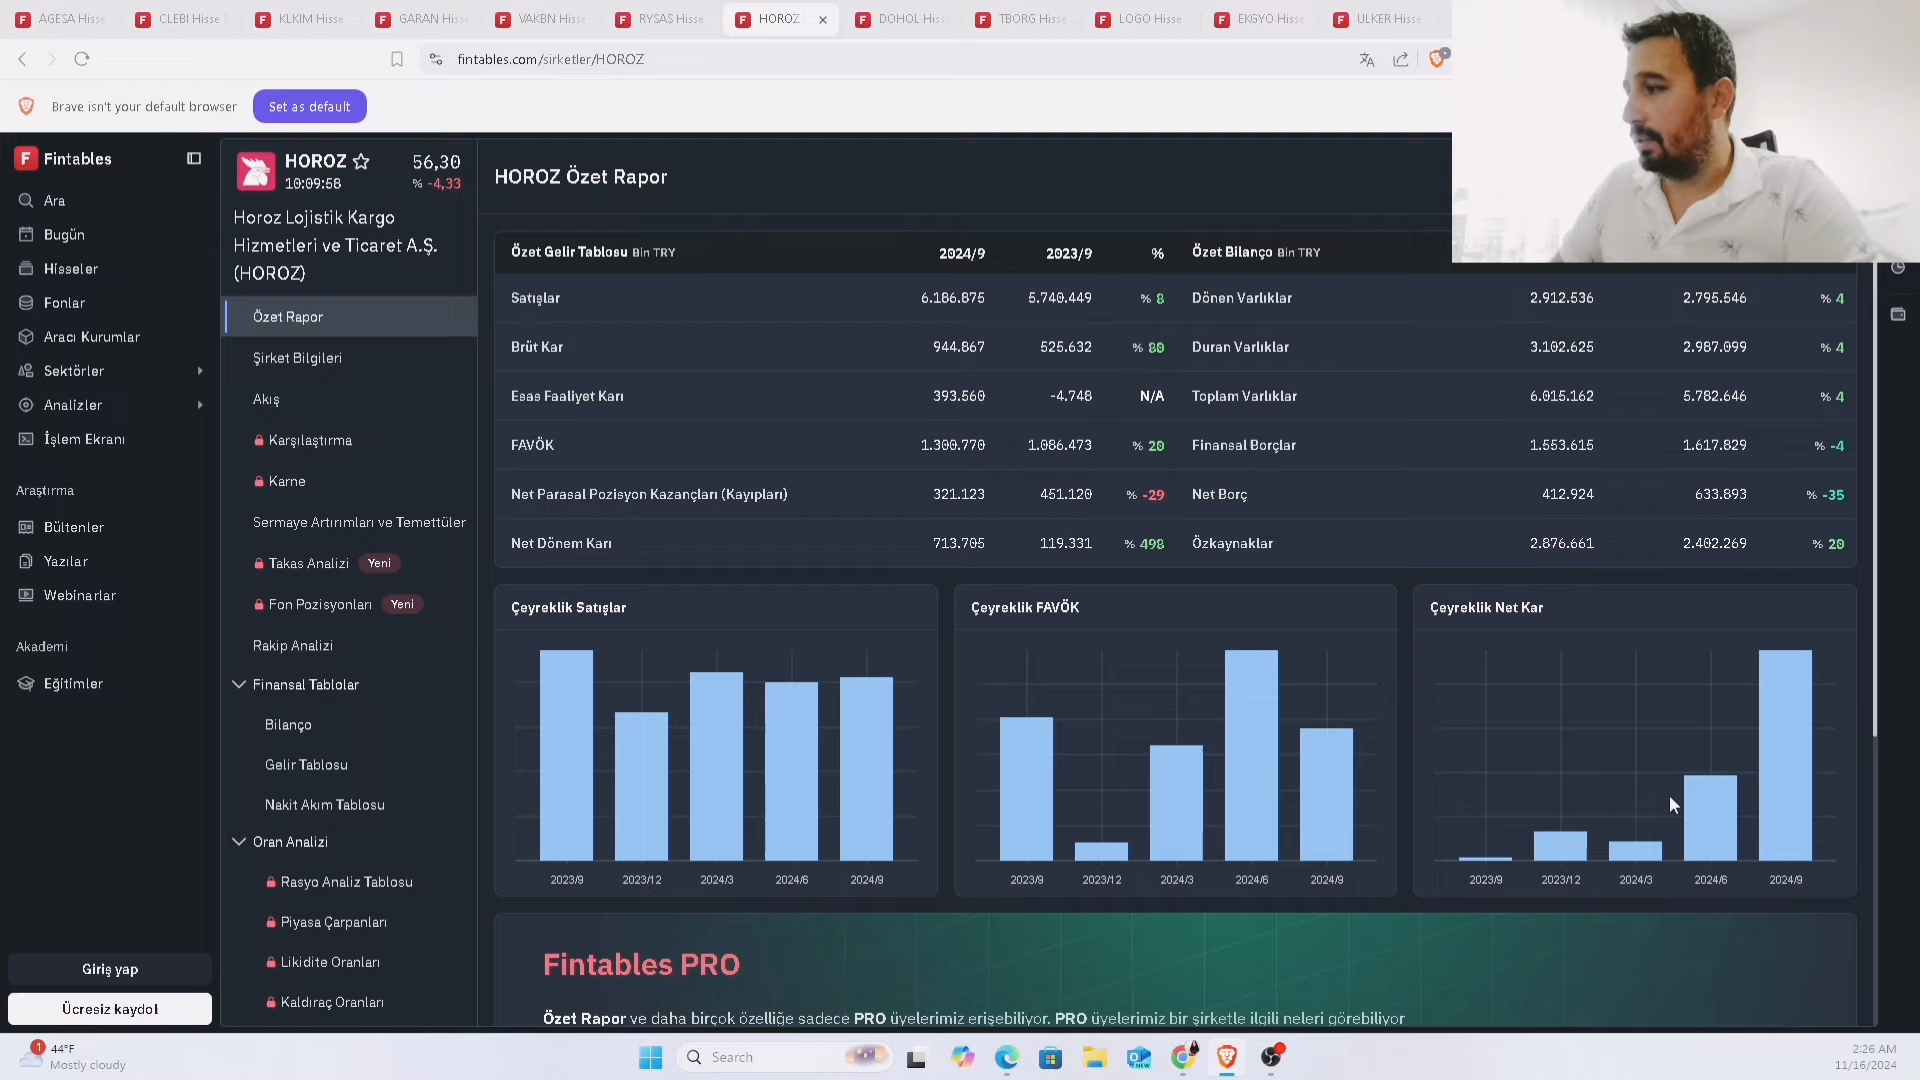 AGESA Hisse
CLEBI Hisse S
KLKIM Hisse
GARAN Hisse
VAKBN Hisse
RYSAS Hisse
HOROZ
DOHOL Hisse
TBORG Hisse
LOGO Hisse
EKGYO Hisse
ULKER Hisse
fintables.com/sirketler/HOROZ
Brave isn't your default browser
Set as default
Fintables
Ara
Bugün
Hisseler
Fonlar
Aracı Kurumlar
Sektörler
Analizler
İşlem Ekranı
Araştırma
Bültenler
Yazılar
Webinarlar
Akademi
Eğitimler
Giriş yap
Ücresiz kaydol
HOROZ 56,30
10:09:58 % -4,33
Horoz Lojistik Kargo
Hizmetleri ve Ticaret A.Ş.
(HOROZ)
Özet Rapor
Şirket Bilgileri
Akış
Karşılaştırma
Karne
Sermaye Artırımları ve Temettüler
Takas Analizi Yeni
Fon Pozisyonları Yeni
Rakip Analizi
Finansal Tablolar
Bilanço
Gelir Tablosu
Nakit Akım Tablosu
Oran Analizi
Rasyo Analiz Tablosu
Piyasa Çarpanları
Likidite Oranları
Kaldıraç Oranları
HOROZ Özet Rapor
Özet Gelir Tablosu Bin TRY 2024/9 2023/9 % Özet Bilanço Bin TRY
Satışlar 6.186.875 5.740.449 % 8 Dönen Varlıklar 2.912.536 2.795.546 % 4
Brüt Kar 944.867 525.632 % 80 Duran Varlıklar 3.102.625 2.987.099 % 4
Esas Faaliyet Karı 393.560 -4.748 N/A Toplam Varlıklar 6.015.162 5.782.646 % 4
FAVÖK 1.300.770 1.086.473 % 20 Finansal Borçlar 1.553.615 1.617.829 % -4
Net Parasal Pozisyon Kazançları (Kayıpları) 321.123 451.120 % -29 Net Borç 412.924 633.893 % -35
Net Dönem Karı 713.705 119.331 % 498 Özkaynaklar 2.876.661 2.402.269 % 20
Çeyreklik Satışlar
2023/9 2023/12 2024/3 2024/6 2024/9
Çeyreklik FAVÖK
2023/9 2023/12 2024/3 2024/6 2024/9
Çeyreklik Net Kar
2023/9 2023/12 2024/3 2024/6 2024/9
Fintables PRO
Özet Rapor ve daha birçok özelliğe sadece PRO üyelerimiz erişebiliyor. PRO üyelerimiz bir şirketle ilgili neleri görebiliyor
1
44°F
Mostly cloudy
Search
NEW
2:26 AM
11/16/2024